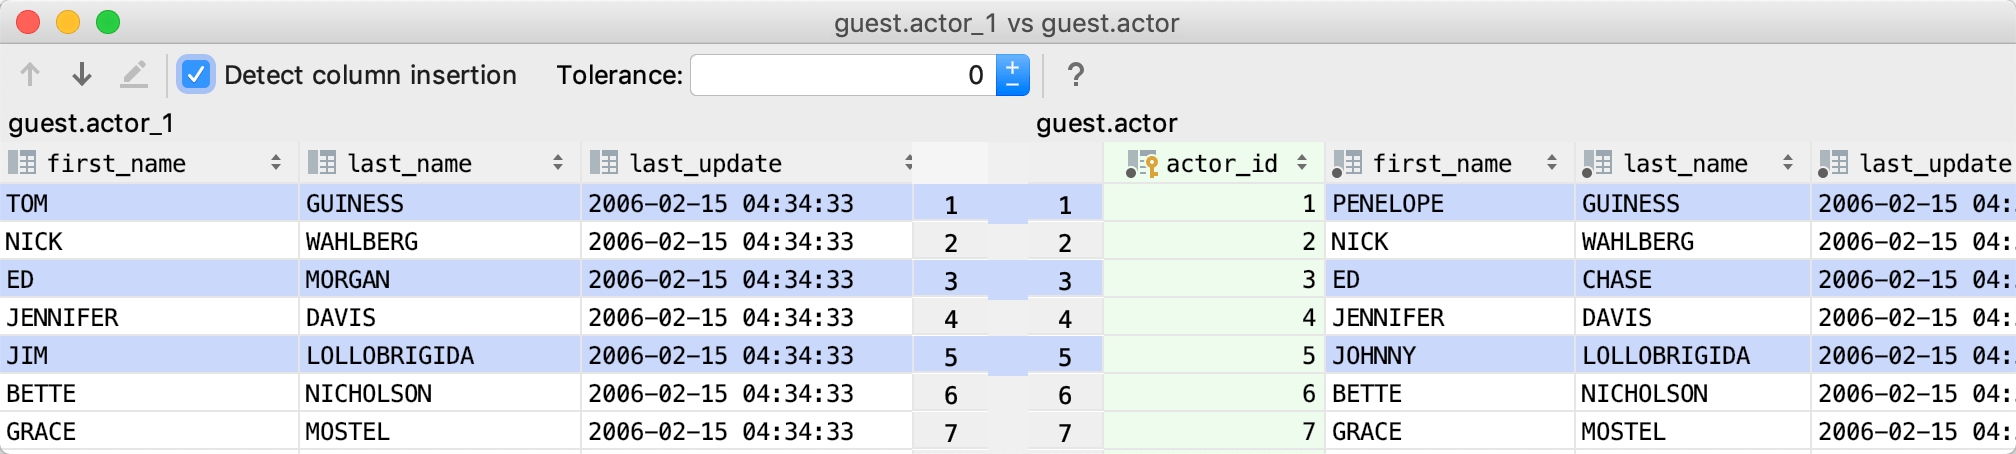 guest.actor_1 vs guest.actor
Detect column insertion Tolerance: 0 + − ?
guest.actor_1 guest.actor
first_name last_name last_update actor_id first_name last_name last_update
TOM GUINESS 2006-02-15 04:34:33 1 1 1 PENELOPE GUINESS 2006-02-15 04:
NICK WAHLBERG 2006-02-15 04:34:33 2 2 2 NICK WAHLBERG 2006-02-15 04:
ED MORGAN 2006-02-15 04:34:33 3 3 3 ED CHASE 2006-02-15 04:
JENNIFER DAVIS 2006-02-15 04:34:33 4 4 4 JENNIFER DAVIS 2006-02-15 04:
JIM LOLLOBRIGIDA 2006-02-15 04:34:33 5 5 5 JOHNNY LOLLOBRIGIDA 2006-02-15 04:
BETTE NICHOLSON 2006-02-15 04:34:33 6 6 6 BETTE NICHOLSON 2006-02-15 04:
GRACE MOSTEL 2006-02-15 04:34:33 7 7 7 GRACE MOSTEL 2006-02-15 04: